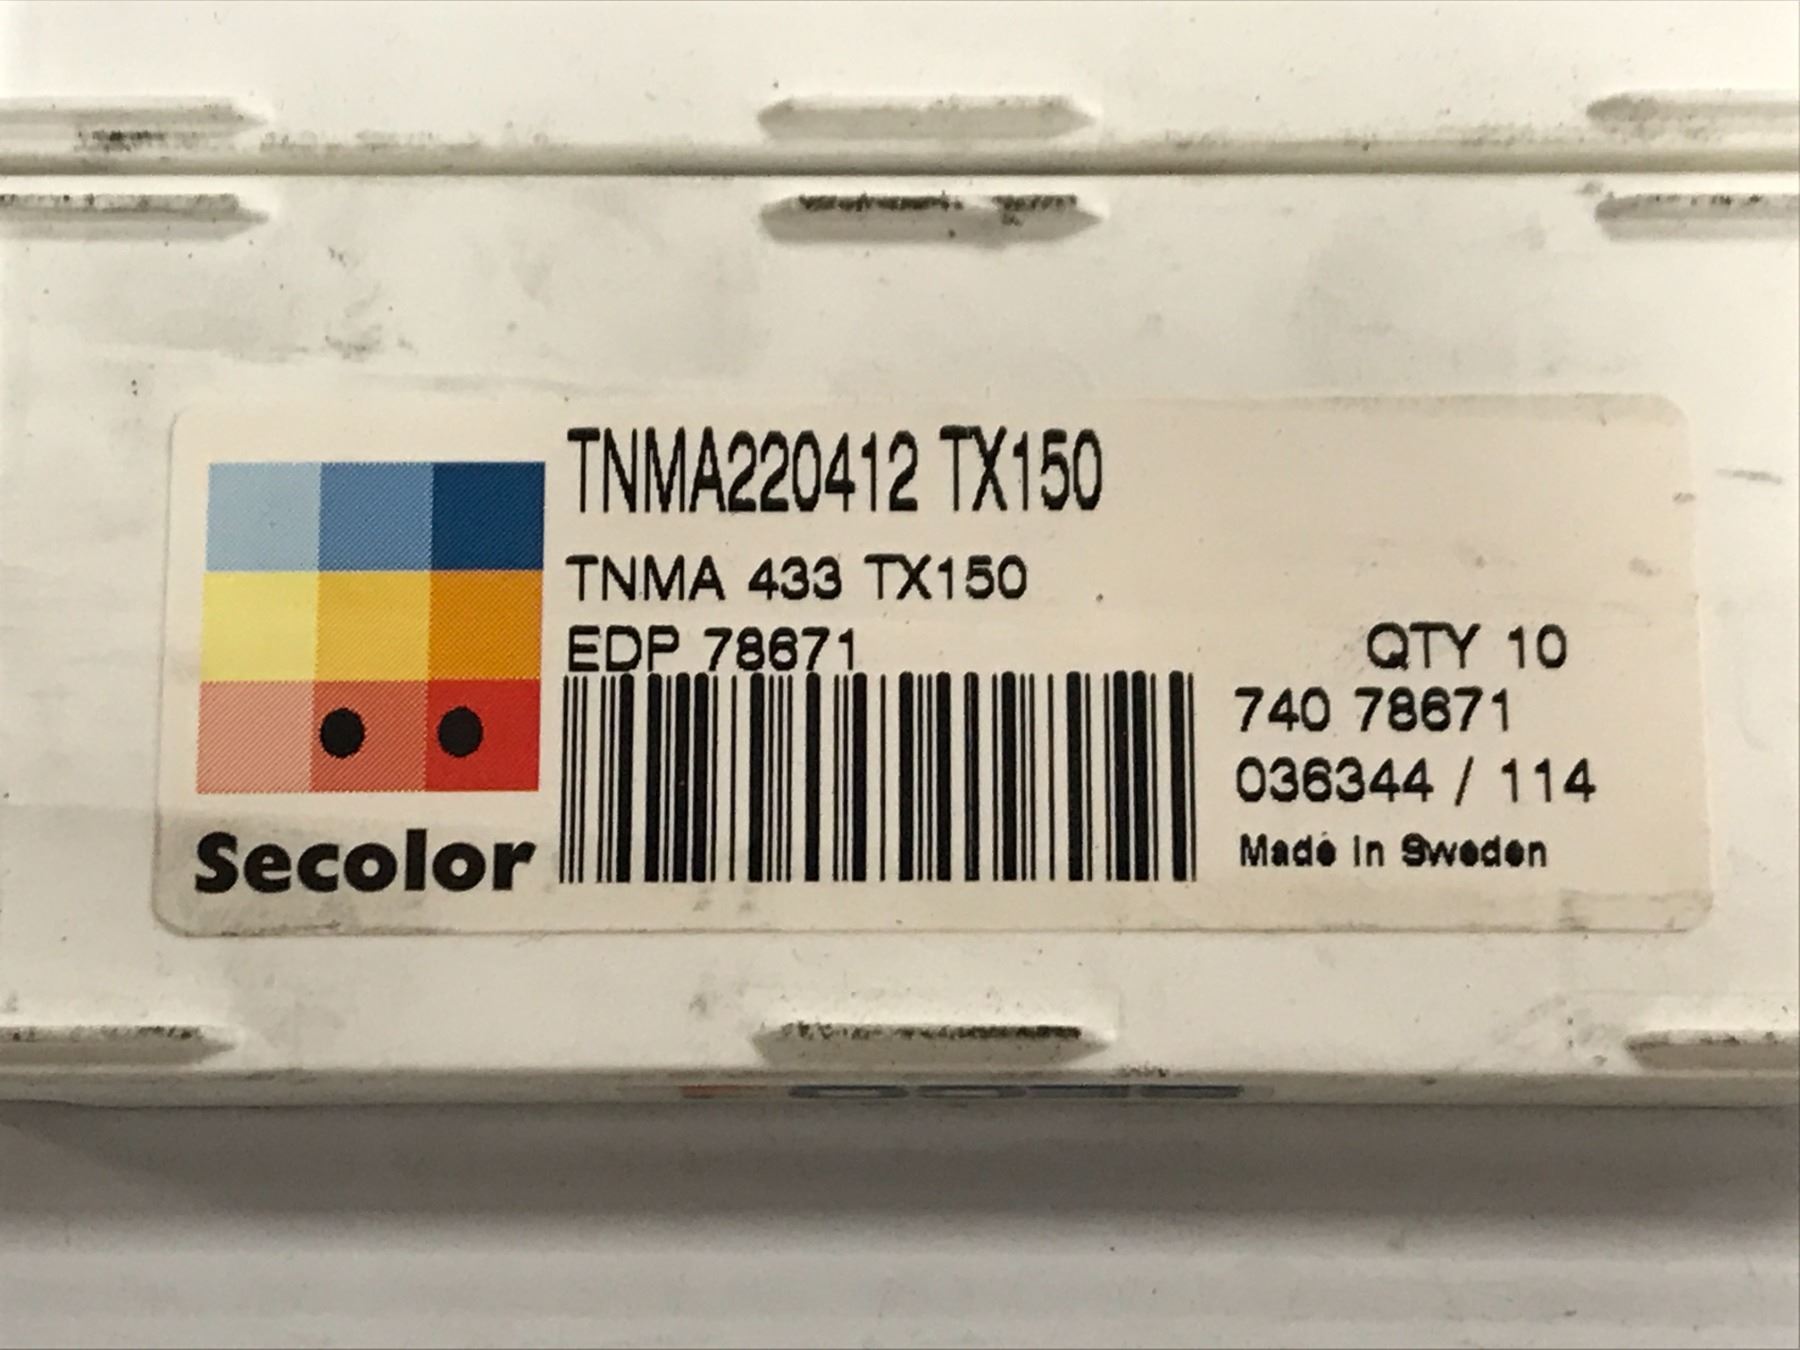 TNMA220412 TX150
TNMA 433 TX150
EDP 78671
QTY 10
740 78671
036344 / 114
Made in Sweden
Secolor